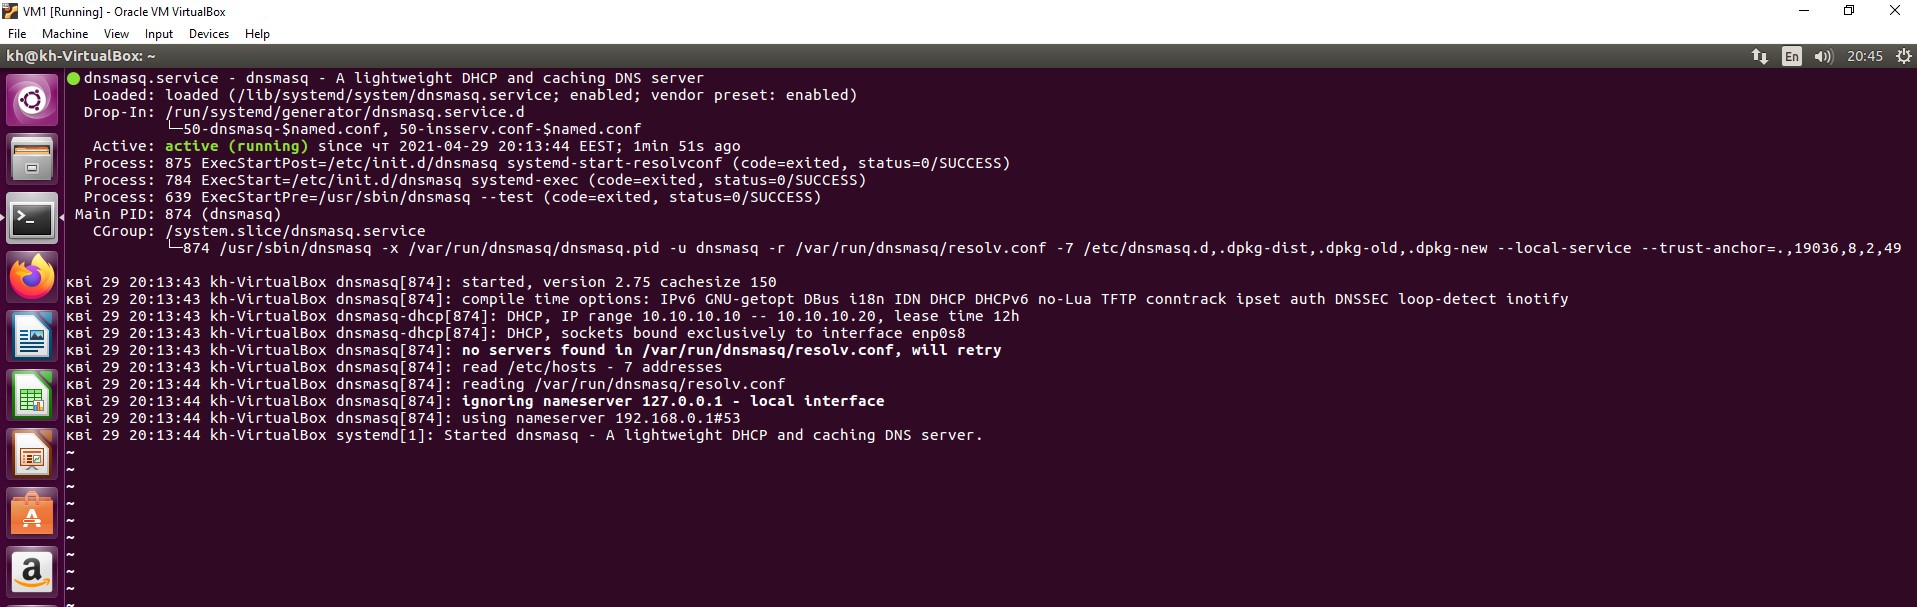 VM1 [Running] - Oracle VM VirtualBox
File Machine View Input Devices Help
kh@kh-VirtualBox: ~ En 20:45
dnsmasq.service - dnsmasq - A lightweight DHCP and caching DNS server
Loaded: loaded (/lib/systemd/system/dnsmasq.service; enabled; vendor preset: enabled)
Drop-In: /run/systemd/generator/dnsmasq.service.d
└─50-dnsmasq-$named.conf, 50-insserv.conf-$named.conf
Active: active (running) since чт 2021-04-29 20:13:44 EEST; 1min 51s ago
Process: 875 ExecStartPost=/etc/init.d/dnsmasq systemd-start-resolvconf (code=exited, status=0/SUCCESS)
Process: 784 ExecStart=/etc/init.d/dnsmasq systemd-exec (code=exited, status=0/SUCCESS)
Process: 639 ExecStartPre=/usr/sbin/dnsmasq --test (code=exited, status=0/SUCCESS)
Main PID: 874 (dnsmasq)
CGroup: /system.slice/dnsmasq.service
└─874 /usr/sbin/dnsmasq -x /var/run/dnsmasq/dnsmasq.pid -u dnsmasq -r /var/run/dnsmasq/resolv.conf -7 /etc/dnsmasq.d,.dpkg-dist,.dpkg-old,.dpkg-new --local-service --trust-anchor=.,19036,8,2,49
кві 29 20:13:43 kh-VirtualBox dnsmasq[874]: started, version 2.75 cachesize 150
кві 29 20:13:43 kh-VirtualBox dnsmasq[874]: compile time options: IPv6 GNU-getopt DBus i18n IDN DHCP DHCPv6 no-Lua TFTP conntrack ipset auth DNSSEC loop-detect inotify
кві 29 20:13:43 kh-VirtualBox dnsmasq-dhcp[874]: DHCP, IP range 10.10.10.10 -- 10.10.10.20, lease time 12h
кві 29 20:13:43 kh-VirtualBox dnsmasq-dhcp[874]: DHCP, sockets bound exclusively to interface enp0s8
кві 29 20:13:43 kh-VirtualBox dnsmasq[874]: no servers found in /var/run/dnsmasq/resolv.conf, will retry
кві 29 20:13:43 kh-VirtualBox dnsmasq[874]: read /etc/hosts - 7 addresses
кві 29 20:13:44 kh-VirtualBox dnsmasq[874]: reading /var/run/dnsmasq/resolv.conf
кві 29 20:13:44 kh-VirtualBox dnsmasq[874]: ignoring nameserver 127.0.0.1 - local interface
кві 29 20:13:44 kh-VirtualBox dnsmasq[874]: using nameserver 192.168.0.1#53
кві 29 20:13:44 kh-VirtualBox systemd[1]: Started dnsmasq - A lightweight DHCP and caching DNS server.
~
~
~
~
~
~
~
~
~
~